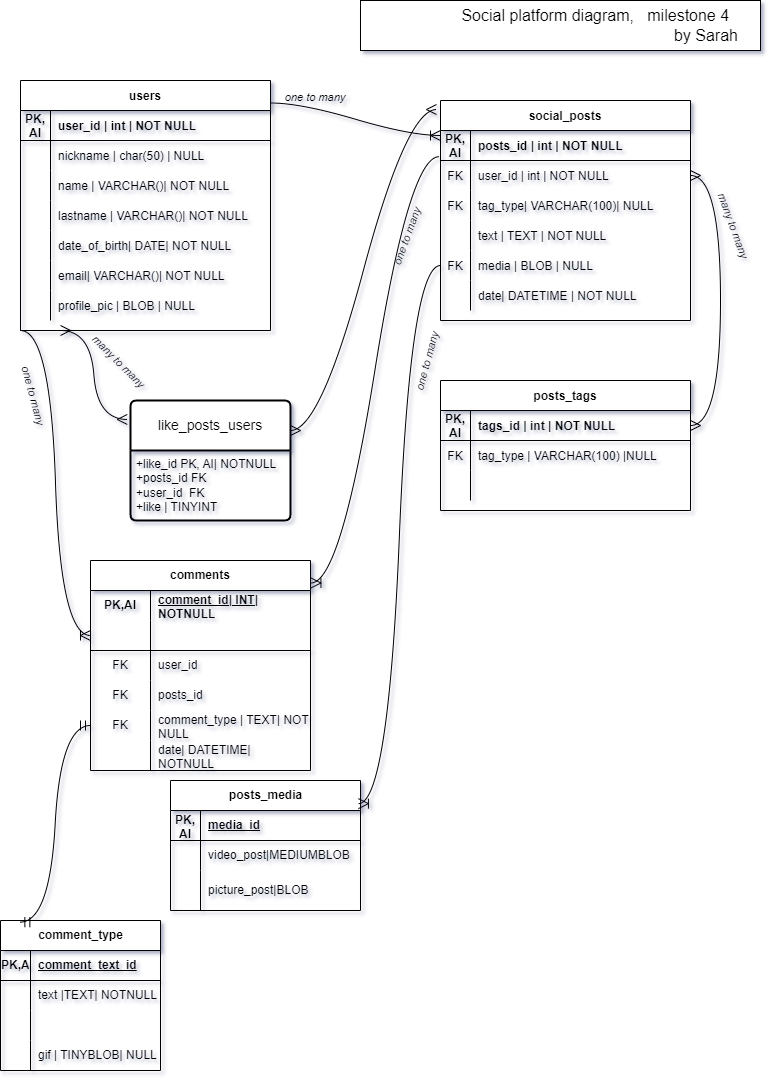 Social platform diagram, milestone 4
by Sarah
users
PK, AI
user_id | int | NOT NULL
nickname | char(50) | NULL
name | VARCHAR()| NOT NULL
lastname | VARCHAR()| NOT NULL
date_of_birth| DATE| NOT NULL
email| VARCHAR()| NOT NULL
profile_pic | BLOB | NULL
one to many
social_posts
PK, AI
posts_id | int | NOT NULL
FK
user_id | int | NOT NULL
FK
tag_type| VARCHAR(100)| NULL
text | TEXT | NOT NULL
FK
media | BLOB | NULL
date| DATETIME | NOT NULL
one to many
many to many
many to many
one to many
one to many
like_posts_users
+like_id PK, AI| NOTNULL
+posts_id FK
+user_id FK
+like | TINYINT
posts_tags
PK, AI
tags_id | int | NOT NULL
FK
tag_type | VARCHAR(100) |NULL
comments
PK,AI
comment_id| INT|
NOTNULL
FK
user_id
FK
posts_id
FK
comment_type | TEXT| NOT
NULL
date| DATETIME|
NOTNULL
posts_media
PK, AI
media_id
video_post|MEDIUMBLOB
picture_post|BLOB
comment_type
PK,A
comment_text_id
text |TEXT| NOTNULL
gif | TINYBLOB| NULL